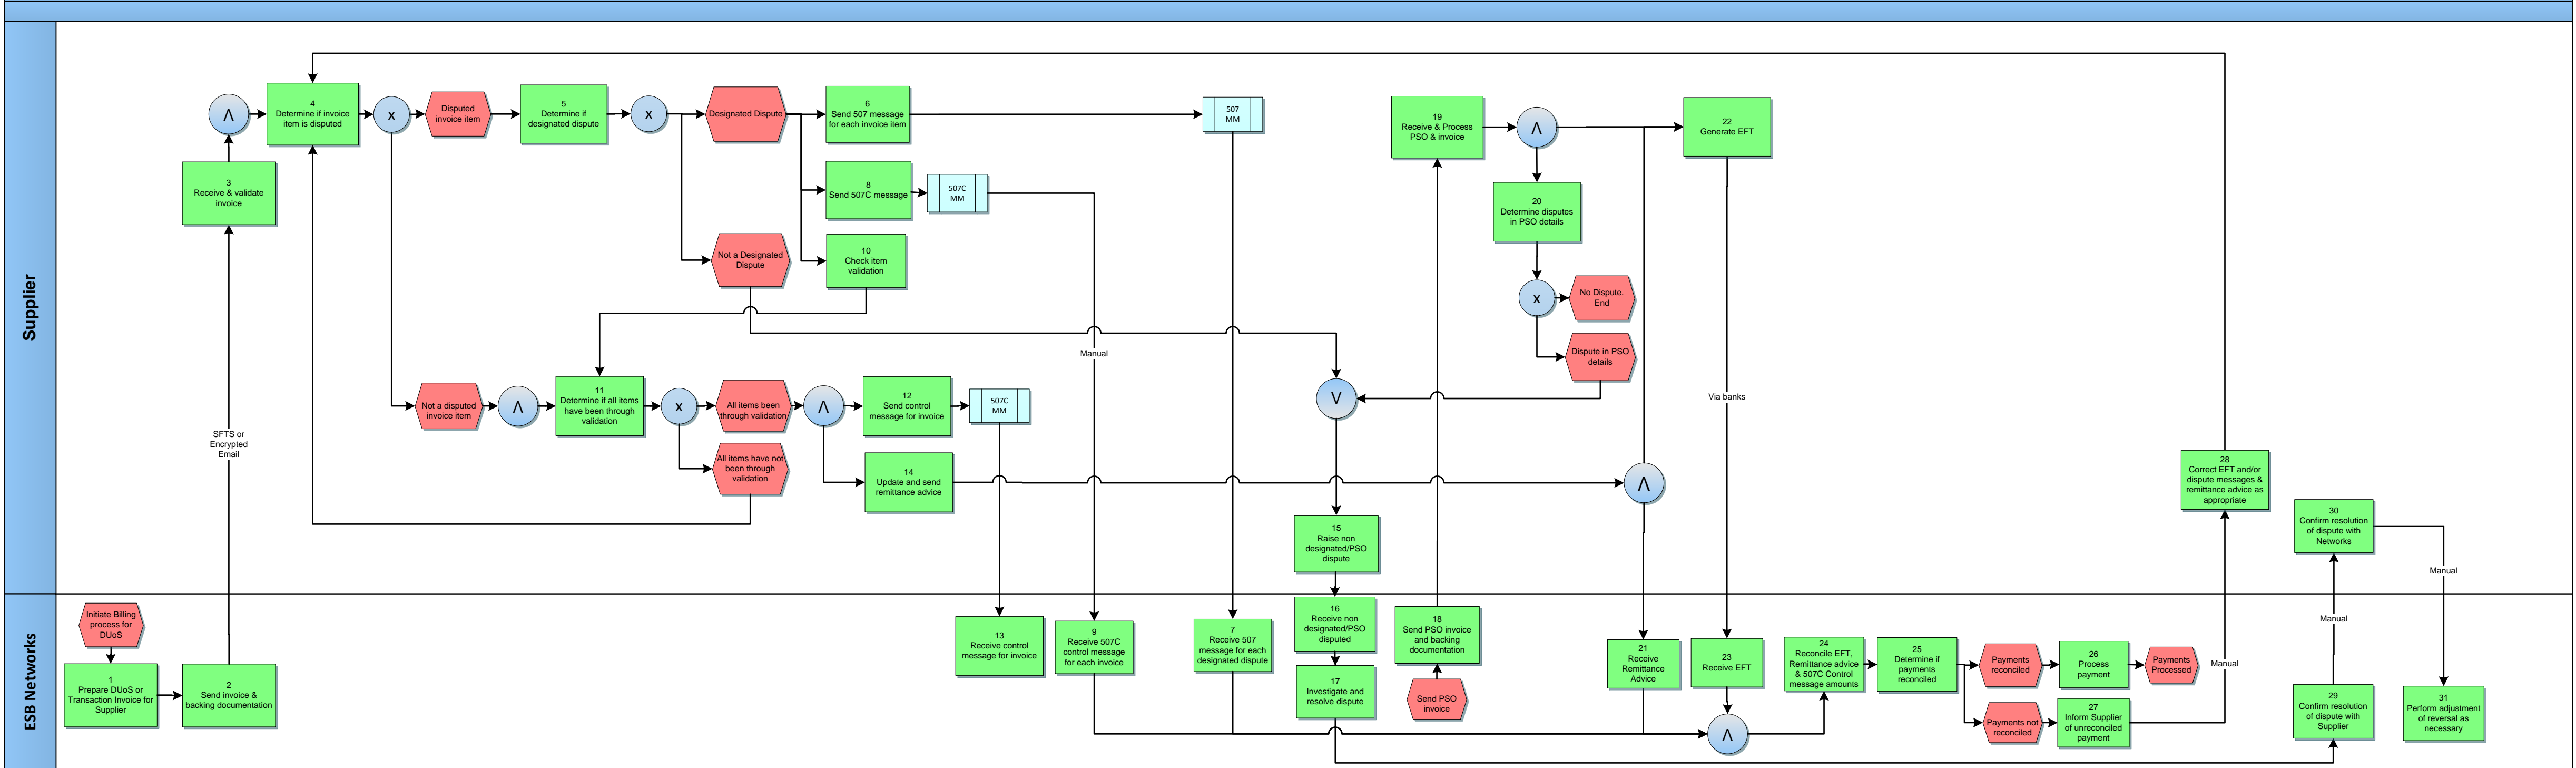 Supplier
ESB Networks
Initiate Billing
process for
DUoS
1
Prepare DUoS or
Transaction Invoice for
Supplier
2
Send invoice &
backing documentation
SFTS or
Encrypted
Email
3
Receive & validate
invoice
Λ
4
Determine if invoice
item is disputed
x
Disputed
invoice item
5
Determine if
designated dispute
x
Designated Dispute
6
Send 507 message
for each invoice item
507
MM
8
Send 507C message
507C
MM
Not a Designated
Dispute
10
Check item
validation
Manual
Not a disputed
invoice item
Λ
11
Determine if all items
have been through
validation
x
All items been
through validation
Λ
12
Send control
message for invoice
507C
MM
All items have not
been through
validation
14
Update and send
remittance advice
13
Receive control
message for invoice
9
Receive 507C
control message
for each invoice
7
Receive 507
message for each
designated dispute
V
15
Raise non
designated/PSO
dispute
16
Receive non
designated/PSO
disputed
17
Investigate and
resolve dispute
18
Send PSO invoice
and backing
documentation
Send PSO
invoice
19
Receive & Process
PSO & invoice
Λ
20
Determine disputes
in PSO details
x
No Dispute.
End
Dispute in PSO
details
22
Generate EFT
Via banks
Λ
21
Receive
Remittance
Advice
23
Receive EFT
Λ
24
Reconcile EFT,
Remittance advice
& 507C Control
message amounts
25
Determine if
payments
reconciled
Payments
reconciled
26
Process
payment
Payments
Processed
Payments not
reconciled
27
Inform Supplier
of unreconciled
payment
Manual
28
Correct EFT and/or
dispute messages &
remittance advice as
appropriate
29
Confirm resolution
of dispute with
Supplier
Manual
30
Confirm resolution
of dispute with
Networks
Manual
31
Perform adjustment
of reversal as
necessary